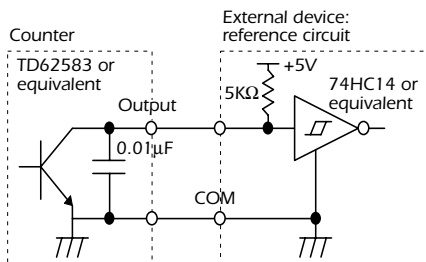 External device:
reference circuit
Counter
TD62583 or
equivalent
+5V
5KΩ
74HC14 or
equivalent
Output
0.01μF
COM